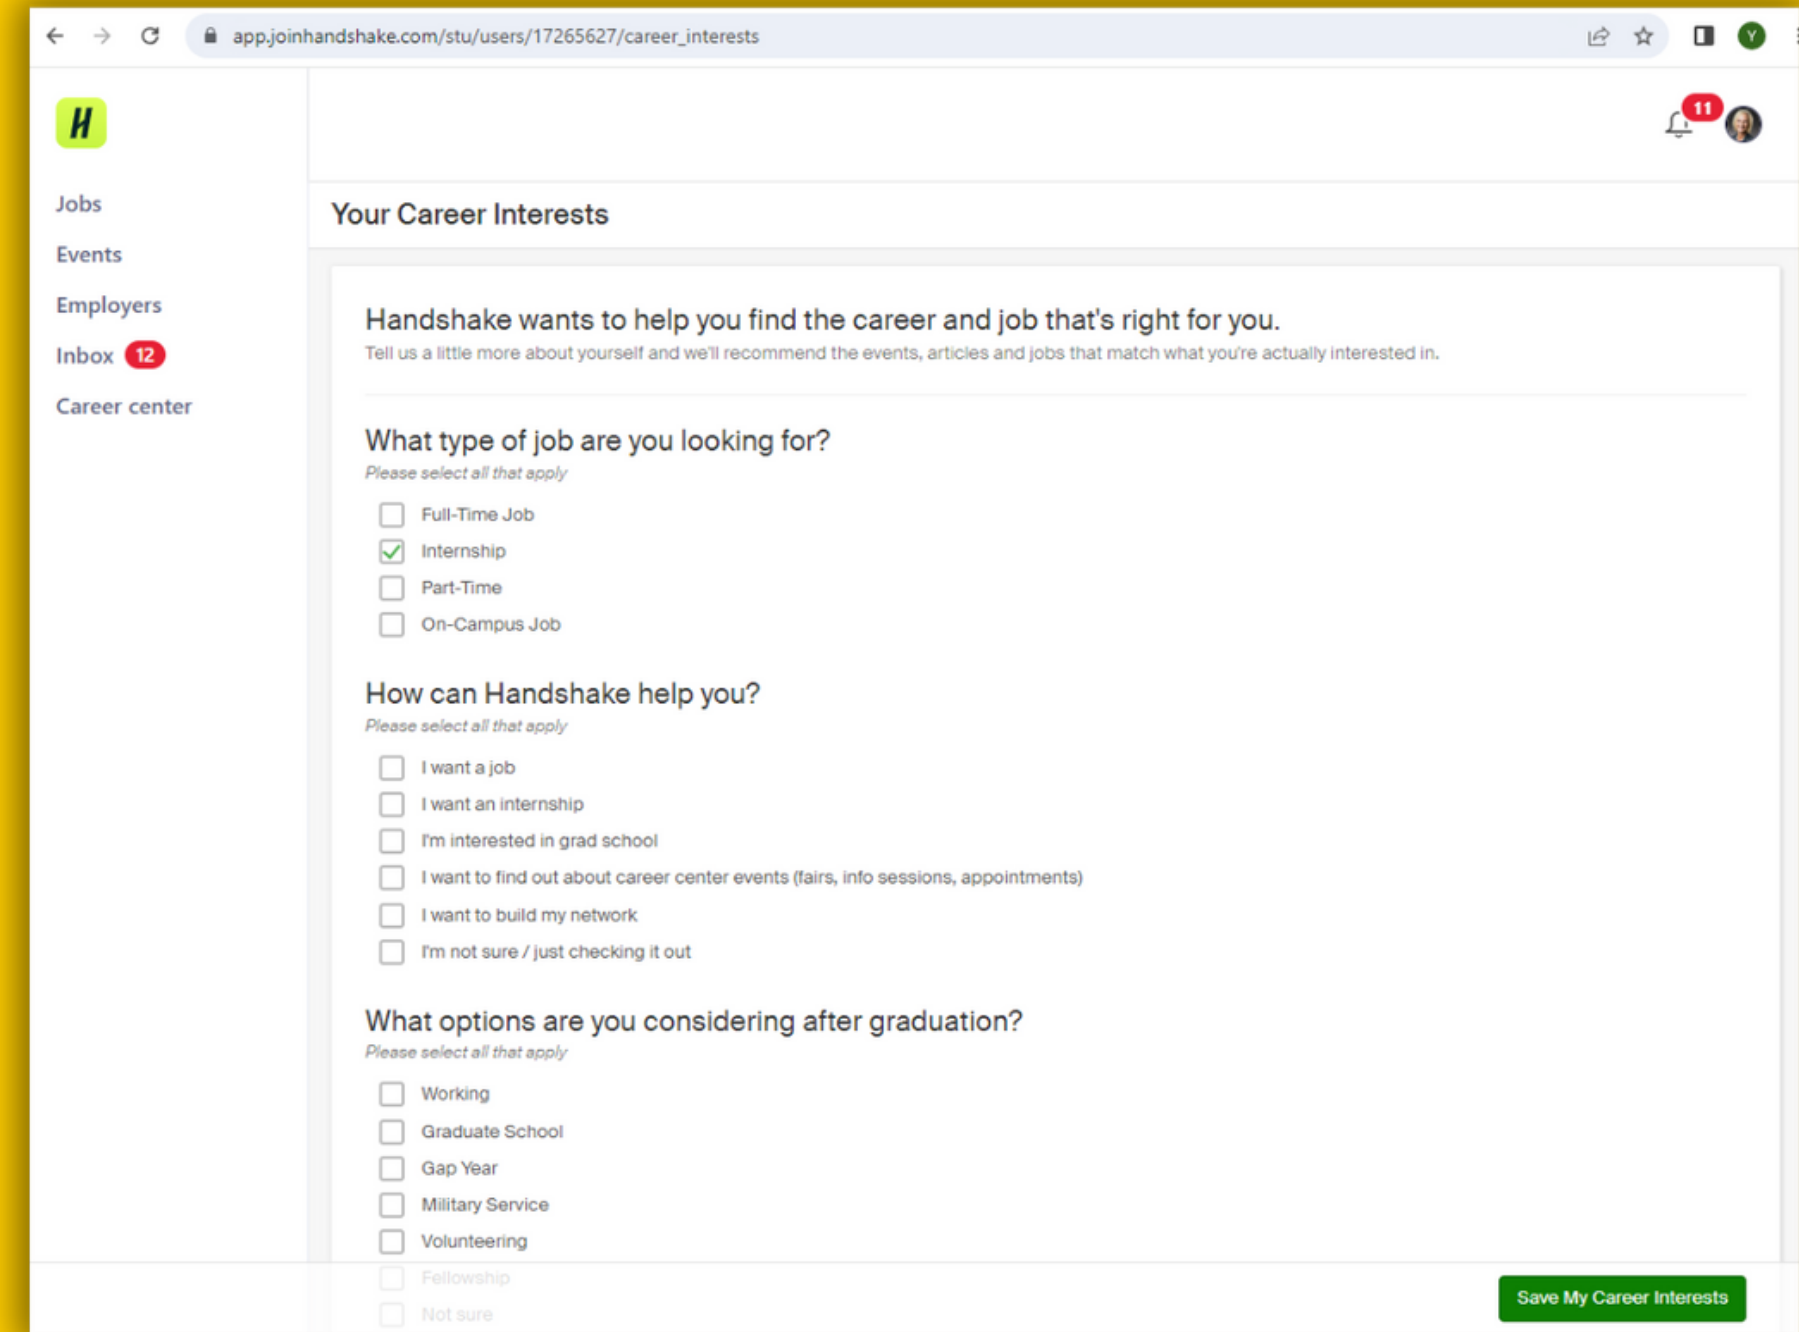 app.joinhandshake.com/stu/users/17265627/career_interests
Y
H
11
Jobs
Events
Employers
Inbox 12
Career center
Your Career Interests
Handshake wants to help you find the career and job that's right for you.
Tell us a little more about yourself and we'll recommend the events, articles and jobs that match what you're actually interested in.
What type of job are you looking for?
Please select all that apply
Full-Time Job
Internship
Part-Time
On-Campus Job
How can Handshake help you?
Please select all that apply
I want a job
I want an internship
I'm interested in grad school
I want to find out about career center events (fairs, info sessions, appointments)
I want to build my network
I'm not sure / just checking it out
What options are you considering after graduation?
Please select all that apply
Working
Graduate School
Gap Year
Military Service
Volunteering
Fellowship
Not sure
Save My Career Interests